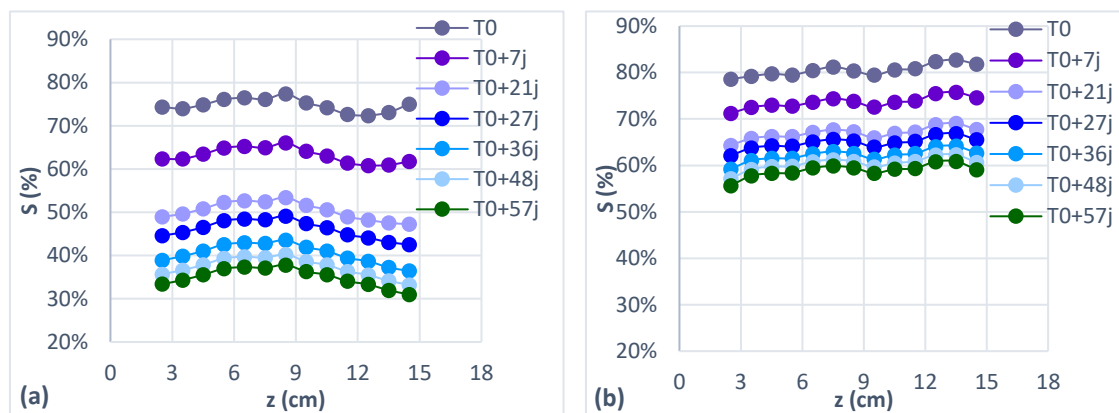 90%
80%
70%
60%
50%
40%
30%
20%
S (%)
0
3
6
9
12
15
18
z (cm)
(a)
T0
T0+7j
T0+21j
T0+27j
T0+36j
T0+48j
T0+57j
90%
80%
70%
60%
50%
40%
30%
20%
S (%)
0
3
6
9
12
15
18
z (cm)
(b)
T0
T0+7j
T0+21j
T0+27j
T0+36j
T0+48j
T0+57j